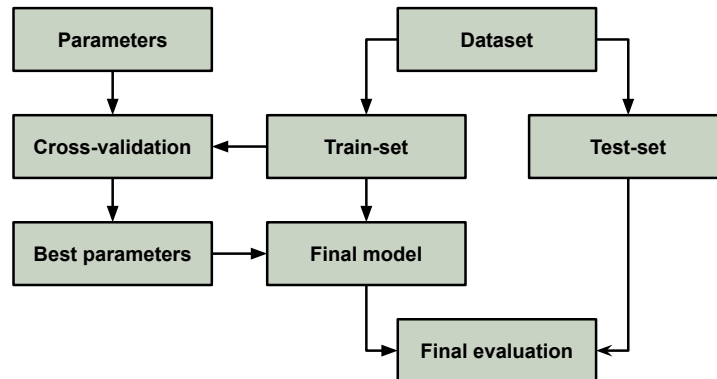 Parameters
Dataset
Cross-validation
Train-set
Test-set
Best parameters
Final model
Final evaluation